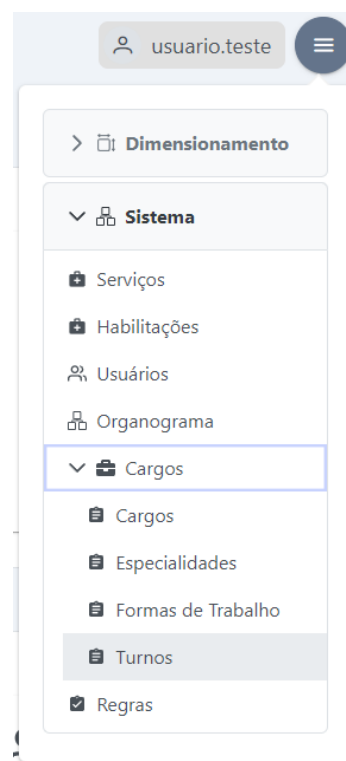 usuario.teste
Dimensionamento
Sistema
Serviços
Habilitações
Usuários
Organograma
Cargos
Cargos
Especialidades
Formas de Trabalho
Turnos
Regras